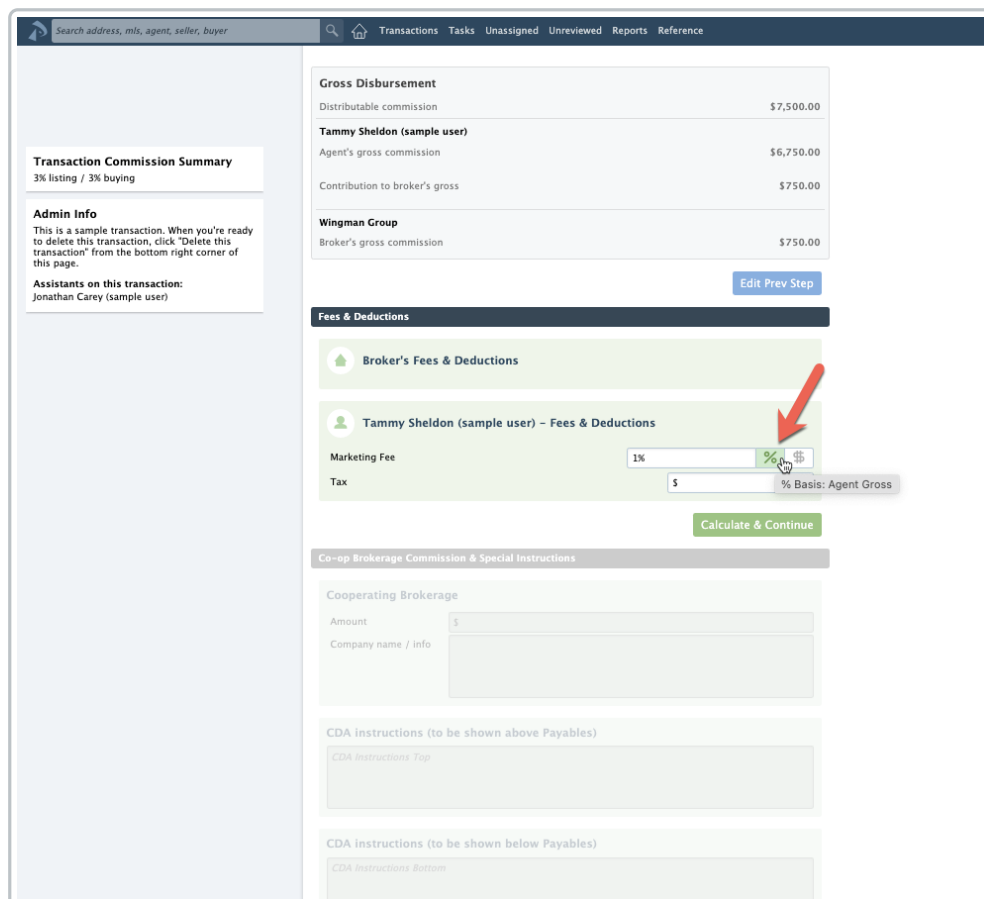 Search address, mls, agent, seller, buyer
Transactions Tasks Unassigned Unreviewed Reports Reference
Transaction Commission Summary
3% listing / 3% buying
Admin Info
This is a sample transaction. When you're ready
to delete this transaction, click "Delete this
transaction" from the bottom right corner of
this page.
Assistants on this transaction:
Jonathan Carey (sample user)
Gross Disbursement
Distributable commission $7,500.00
Tammy Sheldon (sample user)
Agent's gross commission $6,750.00
Contribution to broker's gross $750.00
Wingman Group
Broker's gross commission $750.00
Edit Prev Step
Fees & Deductions
Broker's Fees & Deductions
Tammy Sheldon (sample user) – Fees & Deductions
Marketing Fee 1% % $
Tax $
% Basis: Agent Gross
Calculate & Continue
Co-op Brokerage Commission & Special Instructions
Cooperating Brokerage
Amount $
Company name / info
CDA instructions (to be shown above Payables)
CDA Instructions Top
CDA instructions (to be shown below Payables)
CDA Instructions Bottom